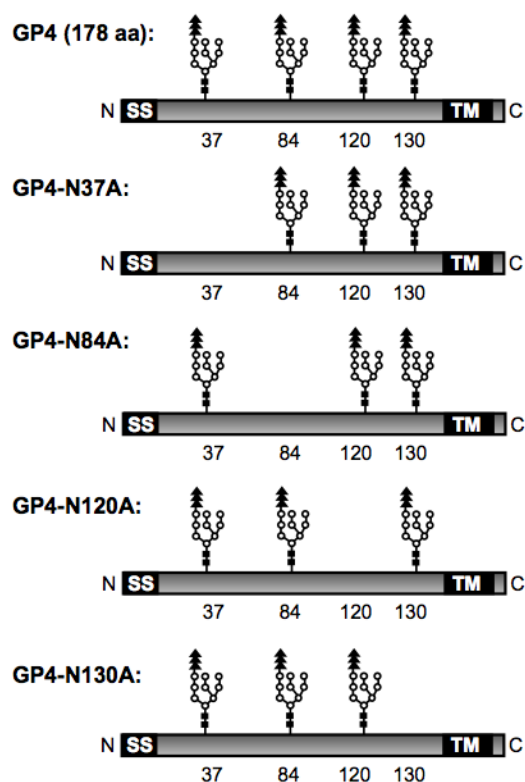 GP4 (178 aa):
N SS TM C
37 84 120 130
GP4-N37A:
N SS TM C
37 84 120 130
GP4-N84A:
N SS TM C
37 84 120 130
GP4-N120A:
N SS TM C
37 84 120 130
GP4-N130A:
N SS TM C
37 84 120 130